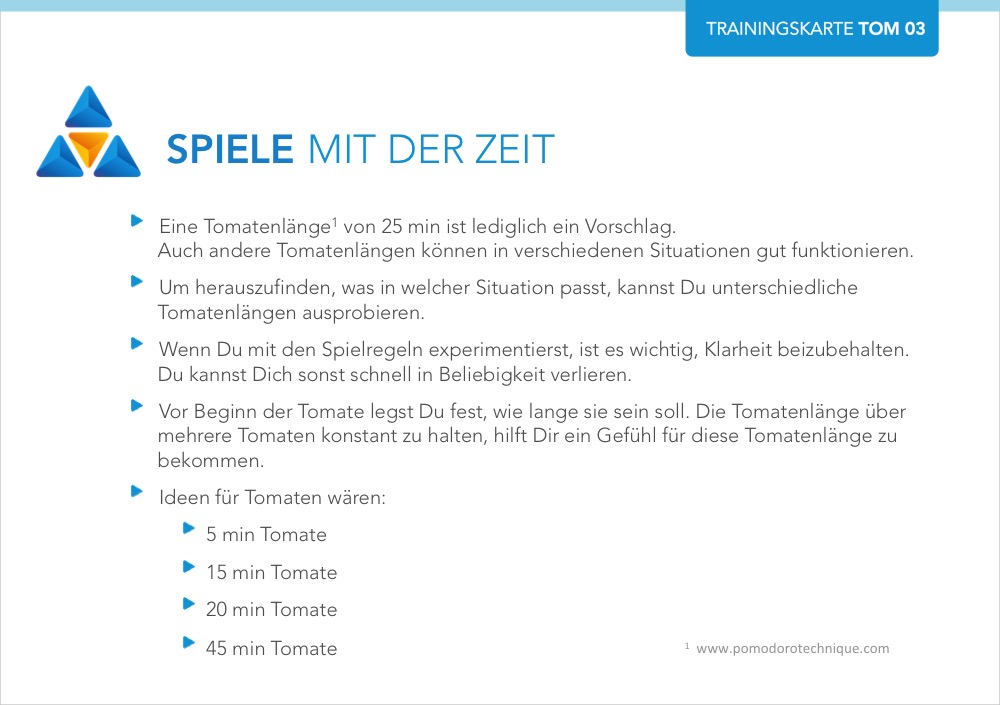 TRAININGSKARTE TOM 03
SPIELE MIT DER ZEIT
Eine Tomatenlänge¹ von 25 min ist lediglich ein Vorschlag.
Auch andere Tomatenlängen können in verschiedenen Situationen gut funktionieren.
Um herauszufinden, was in welcher Situation passt, kannst Du unterschiedliche
Tomatenlängen ausprobieren.
Wenn Du mit den Spielregeln experimentierst, ist es wichtig, Klarheit beizubehalten.
Du kannst Dich sonst schnell in Beliebigkeit verlieren.
Vor Beginn der Tomate legst Du fest, wie lange sie sein soll. Die Tomatenlänge über
mehrere Tomaten konstant zu halten, hilft Dir ein Gefühl für diese Tomatenlänge zu
bekommen.
Ideen für Tomaten wären:
5 min Tomate
15 min Tomate
20 min Tomate
45 min Tomate
¹ www.pomodorotechnique.com